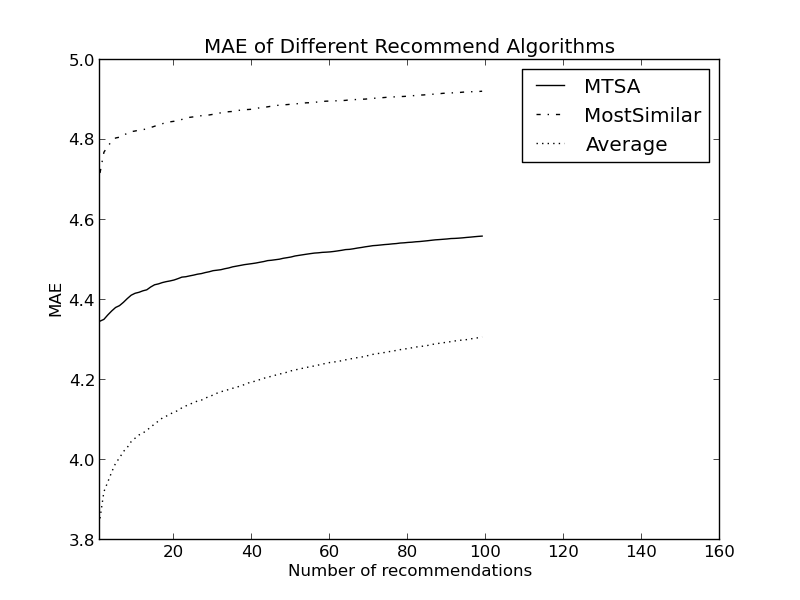 MAE of Different Recommend Algorithms
5.0
4.8
4.6
4.4
4.2
4.0
3.8
MAE
MTSA
MostSimilar
Average
20 40 60 80 100 120 140 160
Number of recommendations